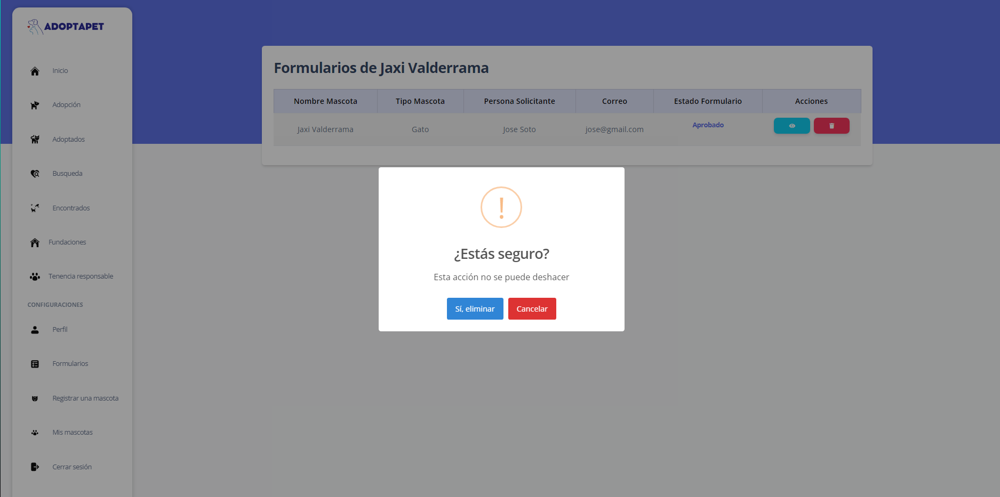 ADOPTAPET
Inicio
Adopción
Adoptados
Busqueda
Encontrados
Fundaciones
Tenencia responsable
CONFIGURACIONES
Perfil
Formularios
Registrar una mascota
Mis mascotas
Cerrar sesión
Formularios de Jaxi Valderrama
Nombre Mascota Tipo Mascota Persona Solicitante Correo Estado Formulario Acciones
Jaxi Valderrama Gato Jose Soto jose@gmail.com Aprobado
¿Estás seguro?
Esta acción no se puede deshacer
Sí, eliminar Cancelar